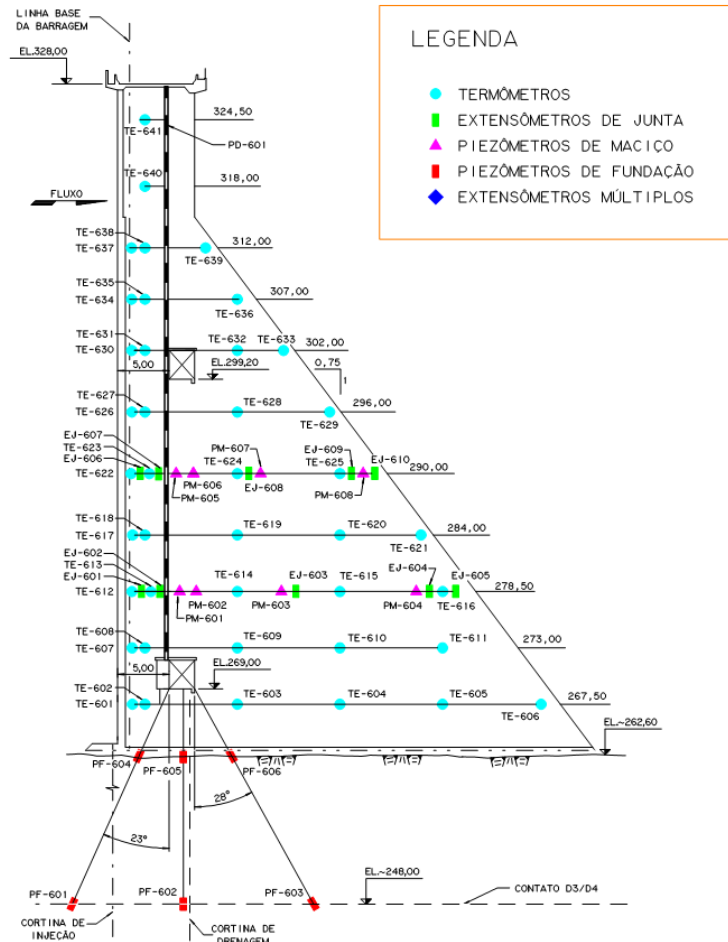 LINHA BASE
DA BARRAGEM
EL.328,00
LEGENDA
TERMÔMETROS
EXTENSÔMETROS DE JUNTA
PIEZÔMETROS DE MACIÇO
PIEZÔMETROS DE FUNDAÇÃO
EXTENSÔMETROS MÚLTIPLOS
324,50
TE-641
PD-601
TE-640
318,00
FLUXO
TE-638
TE-637
312,00
TE-639
TE-635
TE-634
307,00
TE-636
TE-631
TE-630
TE-632
TE-633
302,00
5,00
EL.299,20
0,75
1
TE-627
TE-626
TE-628
296,00
TE-629
EJ-607
TE-623
EJ-606
TE-622
PM-607
TE-624
EJ-609
TE-625
EJ-610
290,00
PM-606
PM-605
EJ-608
PM-608
TE-618
TE-617
TE-619
TE-620
284,00
TE-621
EJ-602
TE-613
EJ-601
TE-612
TE-614
EJ-603
TE-615
EJ-604
EJ-605
278,50
PM-602
PM-601
PM-603
PM-604
TE-616
TE-608
TE-607
TE-609
TE-610
TE-611
273,00
5,00
EL.269,00
TE-602
TE-601
TE-603
TE-604
TE-605
267,50
TE-606
EL.~262,60
PF-604
PF-605
PF-606
28°
23°
EL.~248,00
PF-601
PF-602
PF-603
CONTATO D3/D4
CORTINA DE
INJEÇÃO
CORTINA DE
DRENAGEM